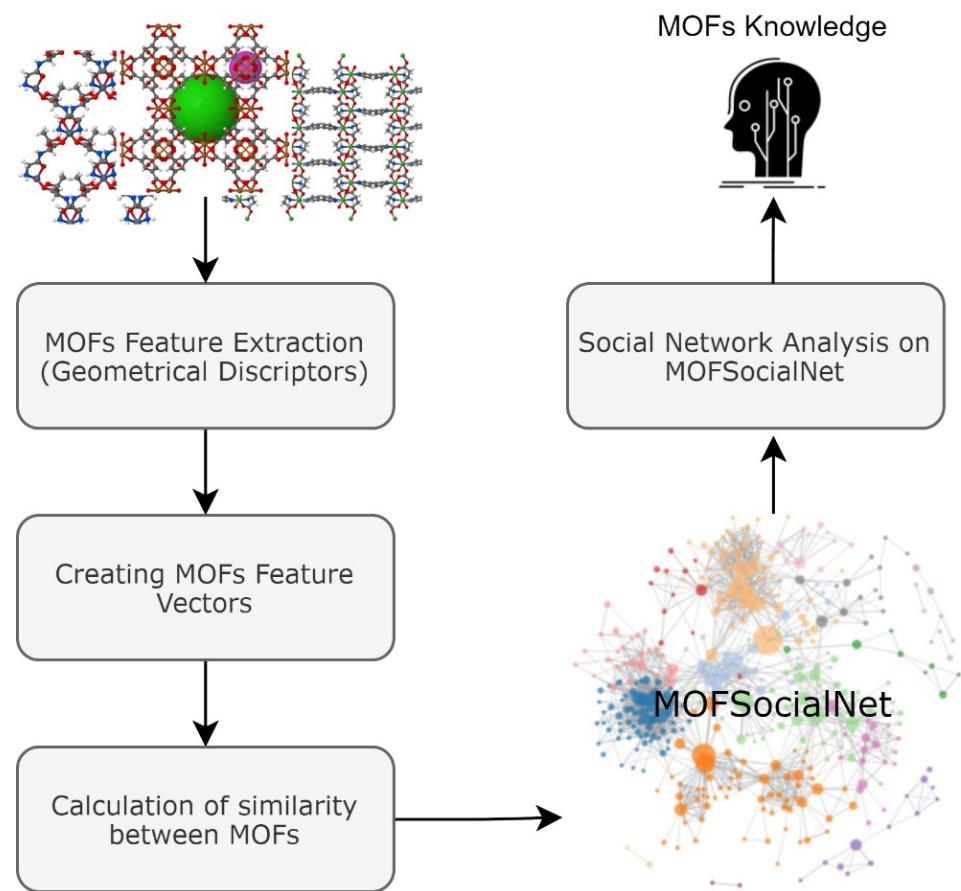 MOFs Knowledge
MOFs Feature Extraction
(Geometrical Discriptors)
Creating MOFs Feature
Vectors
Calculation of similarity
between MOFs
MOFSocialNet
Social Network Analysis on
MOFSocialNet